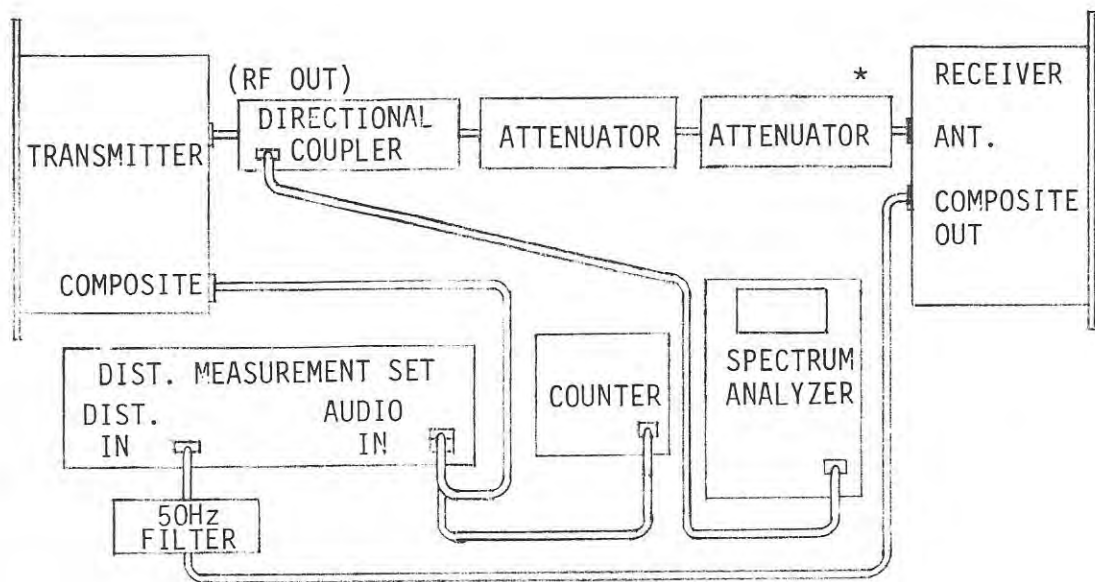 (RF OUT)
*
TRANSMITTER
DIRECTIONAL
COUPLER
ATTENUATOR
ATTENUATOR
RECEIVER
ANT.
COMPOSITE
OUT
COMPOSITE
DIST. MEASUREMENT SET
DIST.
IN
AUDIO
IN
COUNTER
SPECTRUM
ANALYZER
50Hz
FILTER